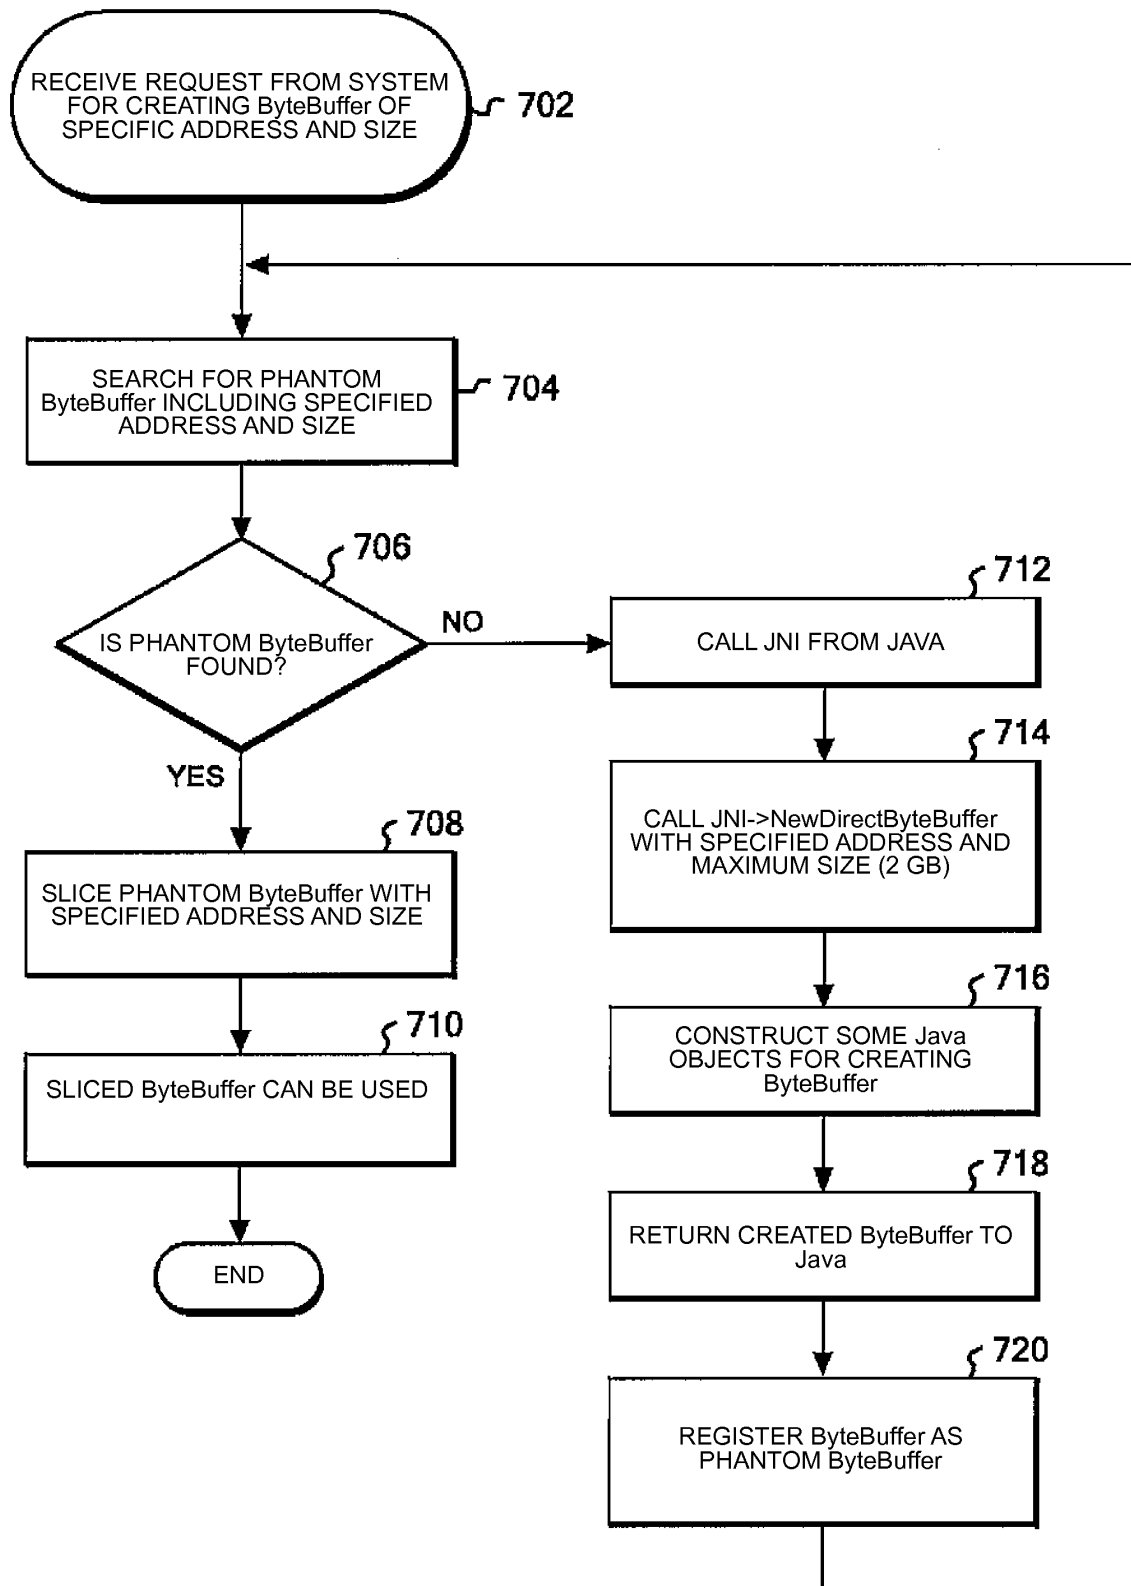 RECEIVE REQUEST FROM SYSTEM
FOR CREATING ByteBuffer OF
SPECIFIC ADDRESS AND SIZE
702
SEARCH FOR PHANTOM
ByteBuffer INCLUDING SPECIFIED
ADDRESS AND SIZE
704
706
IS PHANTOM ByteBuffer
FOUND?
NO
YES
708
SLICE PHANTOM ByteBuffer WITH
SPECIFIED ADDRESS AND SIZE
710
SLICED ByteBuffer CAN BE USED
END
712
CALL JNI FROM JAVA
714
CALL JNI->NewDirectByteBuffer
WITH SPECIFIED ADDRESS AND
MAXIMUM SIZE (2 GB)
716
CONSTRUCT SOME Java
OBJECTS FOR CREATING
ByteBuffer
718
RETURN CREATED ByteBuffer TO
Java
720
REGISTER ByteBuffer AS
PHANTOM ByteBuffer